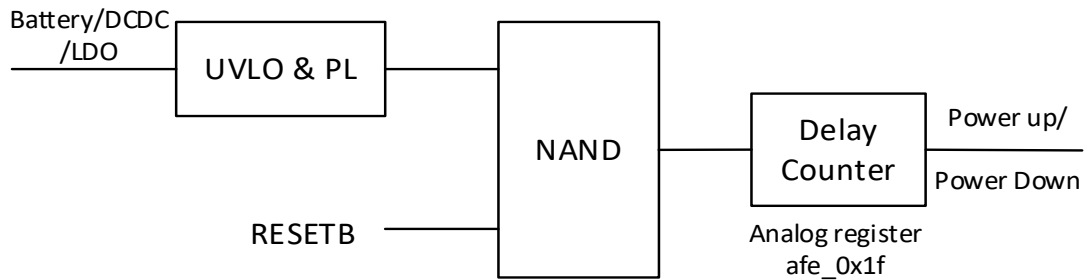 Battery/DCDC
/LDO
UVLO & PL
NAND
RESETB
Delay
Counter
Analog register
afe_0x1f
Power up/
Power Down